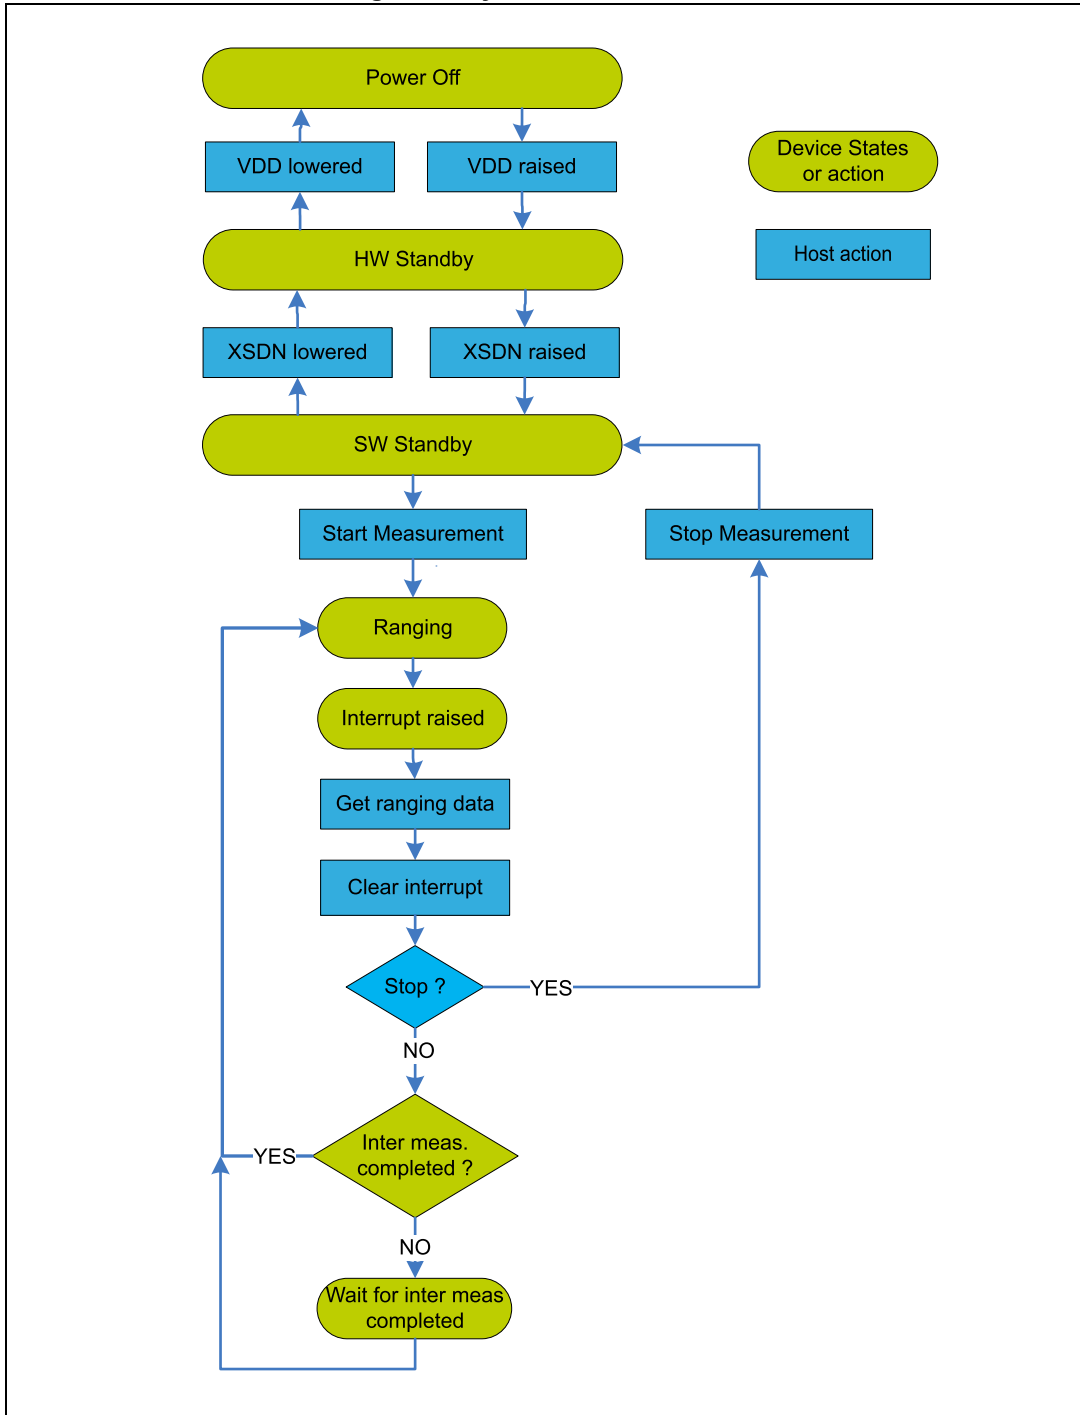 Power Off
VDD lowered
VDD raised
Device States
or action
HW Standby
Host action
XSDN lowered
XSDN raised
SW Standby
Start Measurement
Stop Measurement
Ranging
Interrupt raised
Get ranging data
Clear interrupt
Stop ?
YES
NO
Inter meas.
completed ?
YES
NO
Wait for inter meas
completed